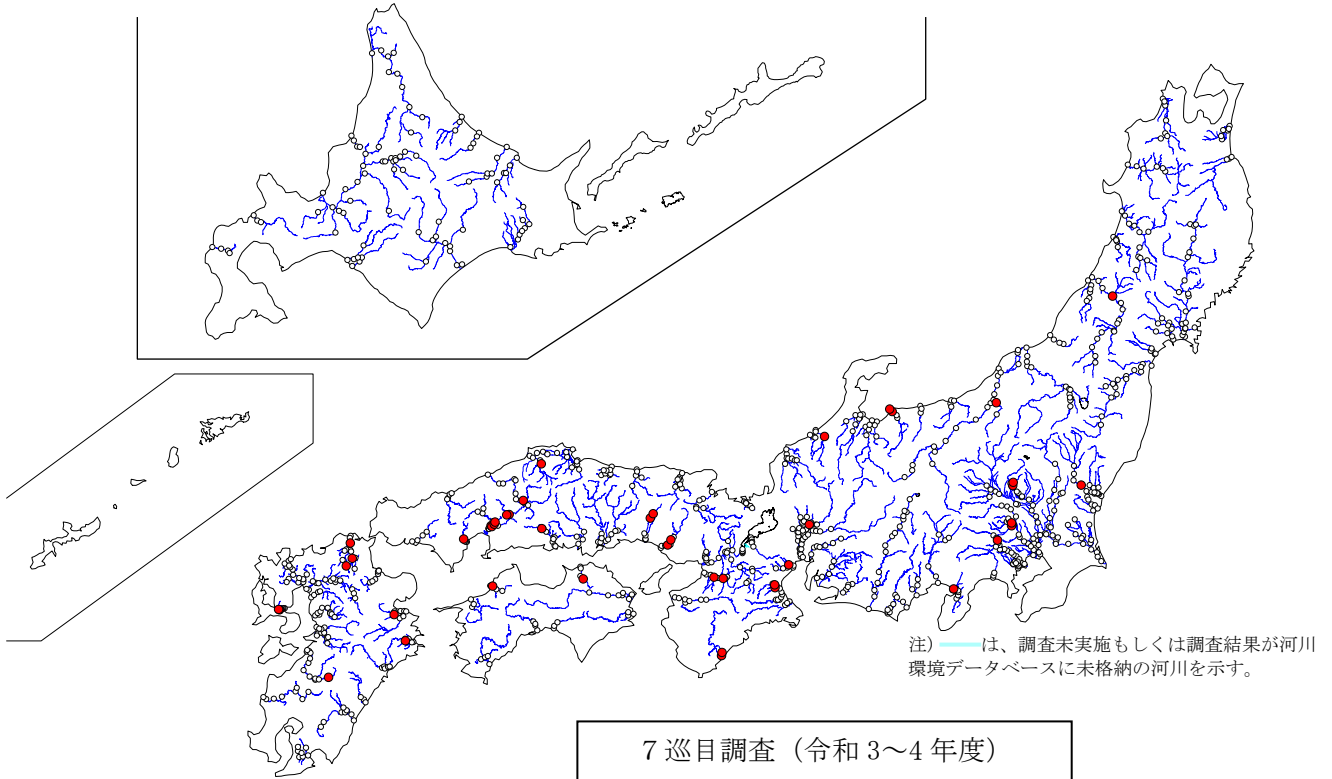 注) は、調査未実施もしくは調査結果が河川
環境データベースに未格納の河川を示す。
7 巡目調査（令和 3～4 年度）